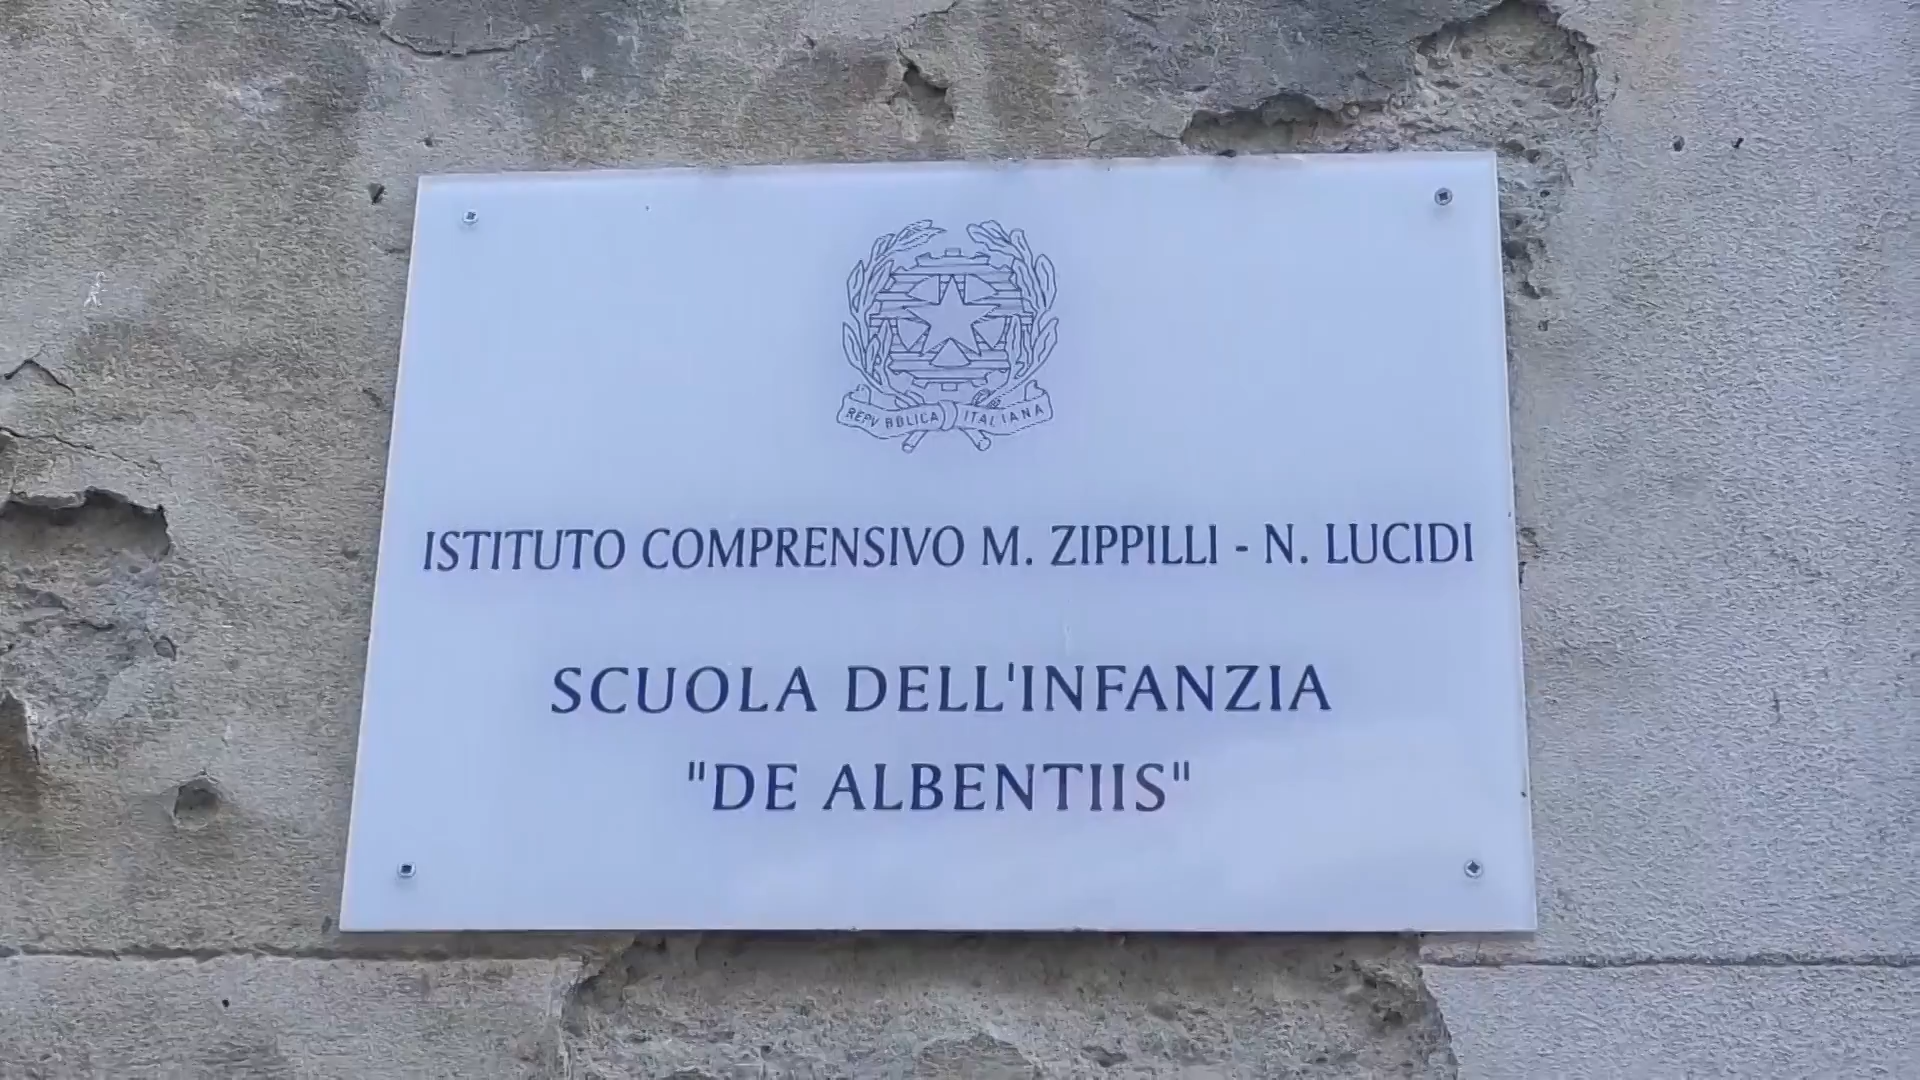 REPVBBLICA ITALIANA
ISTITUTO COMPRENSIVO M. ZIPPILLI - N. LUCIDI
SCUOLA DELL'INFANZIA
"DE ALBENTIIS"